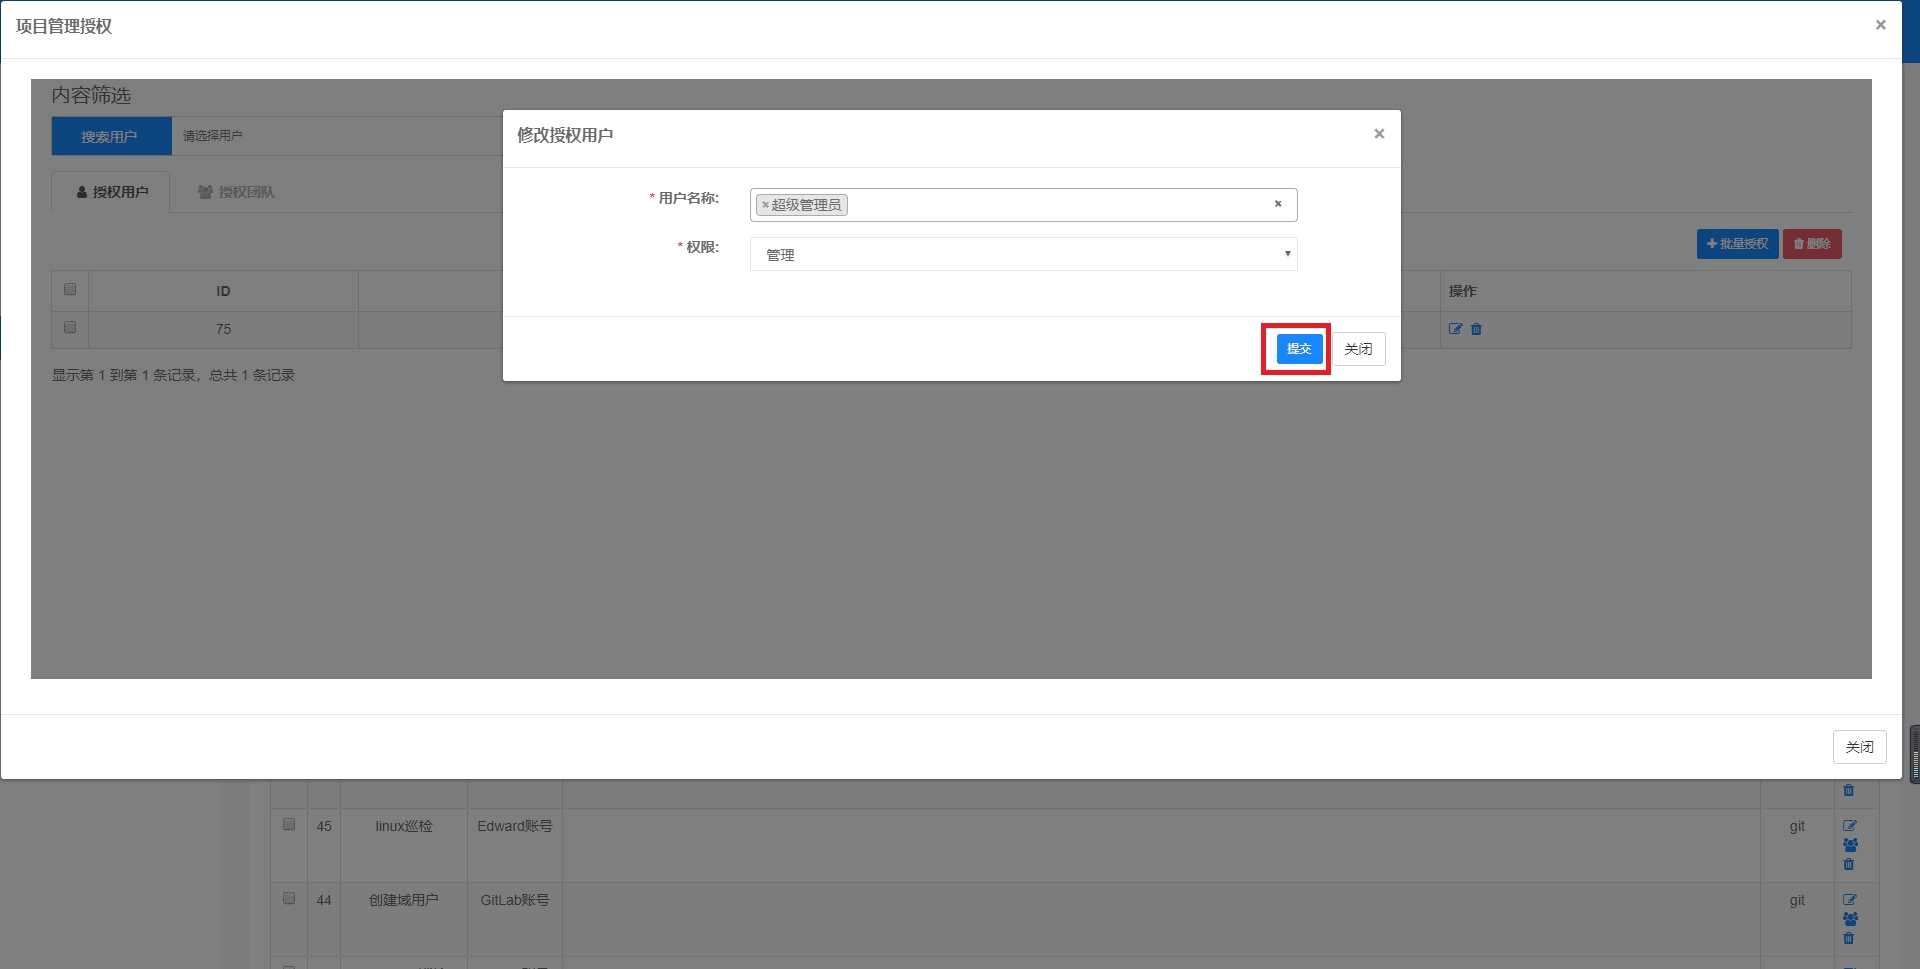 项目管理授权
×
内容筛选
搜索用户 请选择用户
授权用户 授权团队
批量授权 删除
ID 操作
75
显示第 1 到第 1 条记录，总共 1 条记录
修改授权用户 ×
* 用户名称: ×超级管理员 ×
* 权限: 管理
提交 关闭
关闭
45 linux巡检 Edward账号 git
44 创建域用户 GitLab账号 git